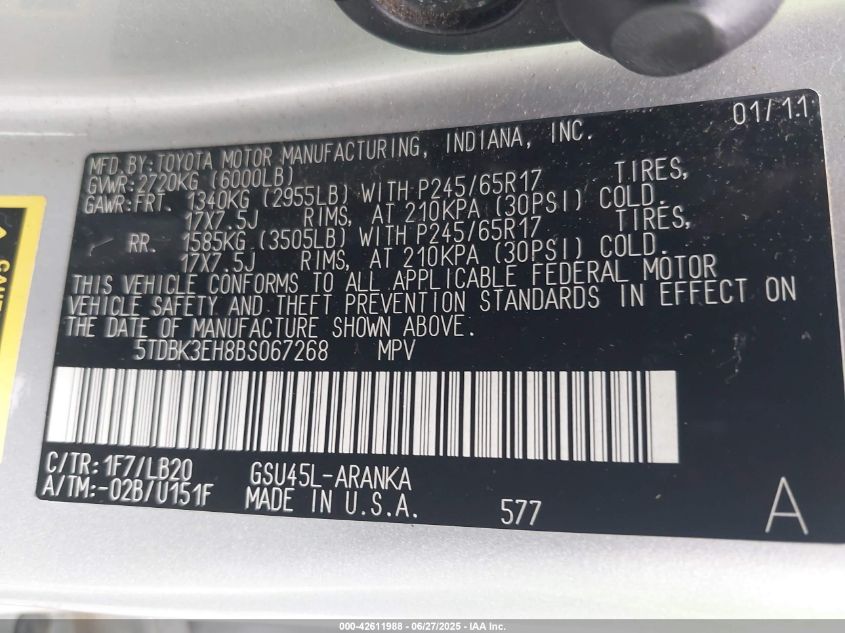 01/11
MFD. BY: TOYOTA MOTOR MANUFACTURING, INDIANA, INC.
GVWR: 2720KG (6000LB)
GAWR: FRT. 1340KG (2955LB) WITH P245/65R17 TIRES,
17X7.5J RIMS, AT 210KPA (30PSI) COLD.
RR. 1585KG (3505LB) WITH P245/65R17 TIRES,
17X7.5J RIMS, AT 210KPA (30PSI) COLD.
THIS VEHICLE CONFORMS TO ALL APPLICABLE FEDERAL MOTOR
VEHICLE SAFETY AND THEFT PREVENTION STANDARDS IN EFFECT ON
THE DATE OF MANUFACTURE SHOWN ABOVE.
5TDBK3EH8BS067268 MPV
C/TR: 1F7/LB20 GSU45L-ARANKA
A/TM: -02B/U151F MADE IN U.S.A.
577 A
000-42611988 - 06/27/2025 - IAA Inc.